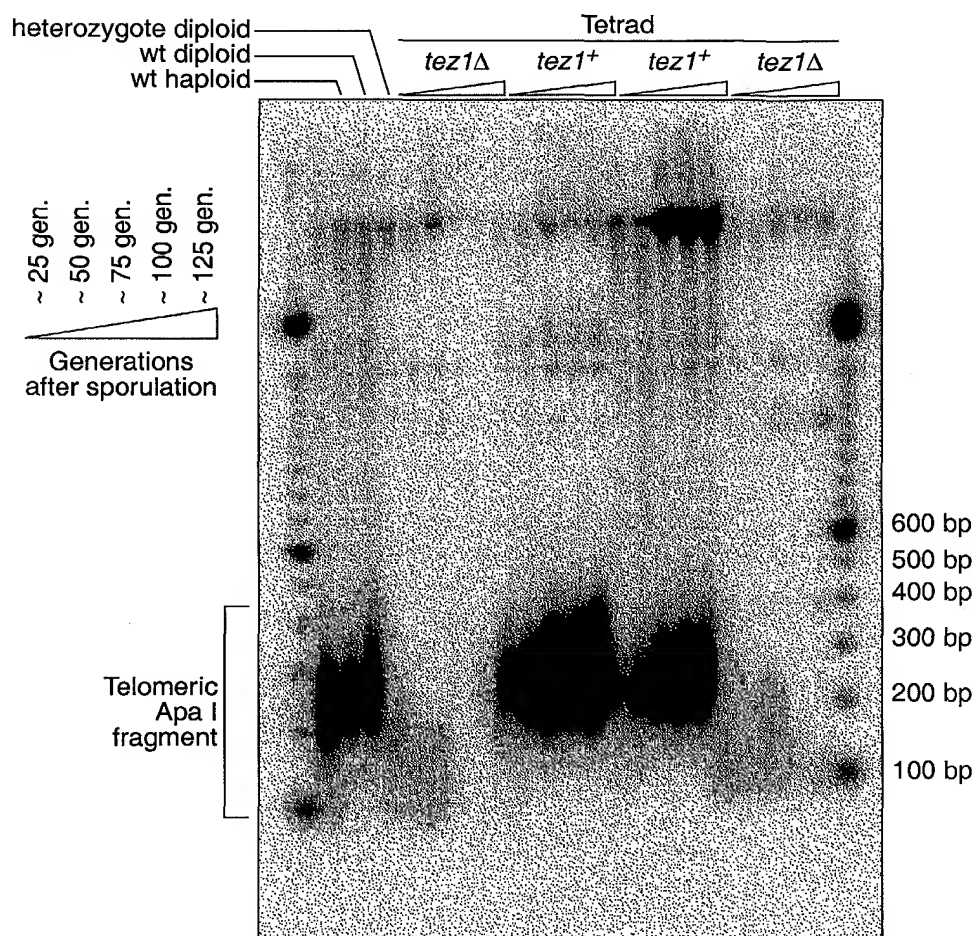 heterozygote diploid
wt diploid
wt haploid
Tetrad
tez1Δ tez1+ tez1+ tez1Δ
~ 25 gen.
~ 50 gen.
~ 75 gen.
~ 100 gen.
~ 125 gen.
Generations
after sporulation
600 bp
500 bp
400 bp
300 bp
200 bp
100 bp
Telomeric
Apa I
fragment